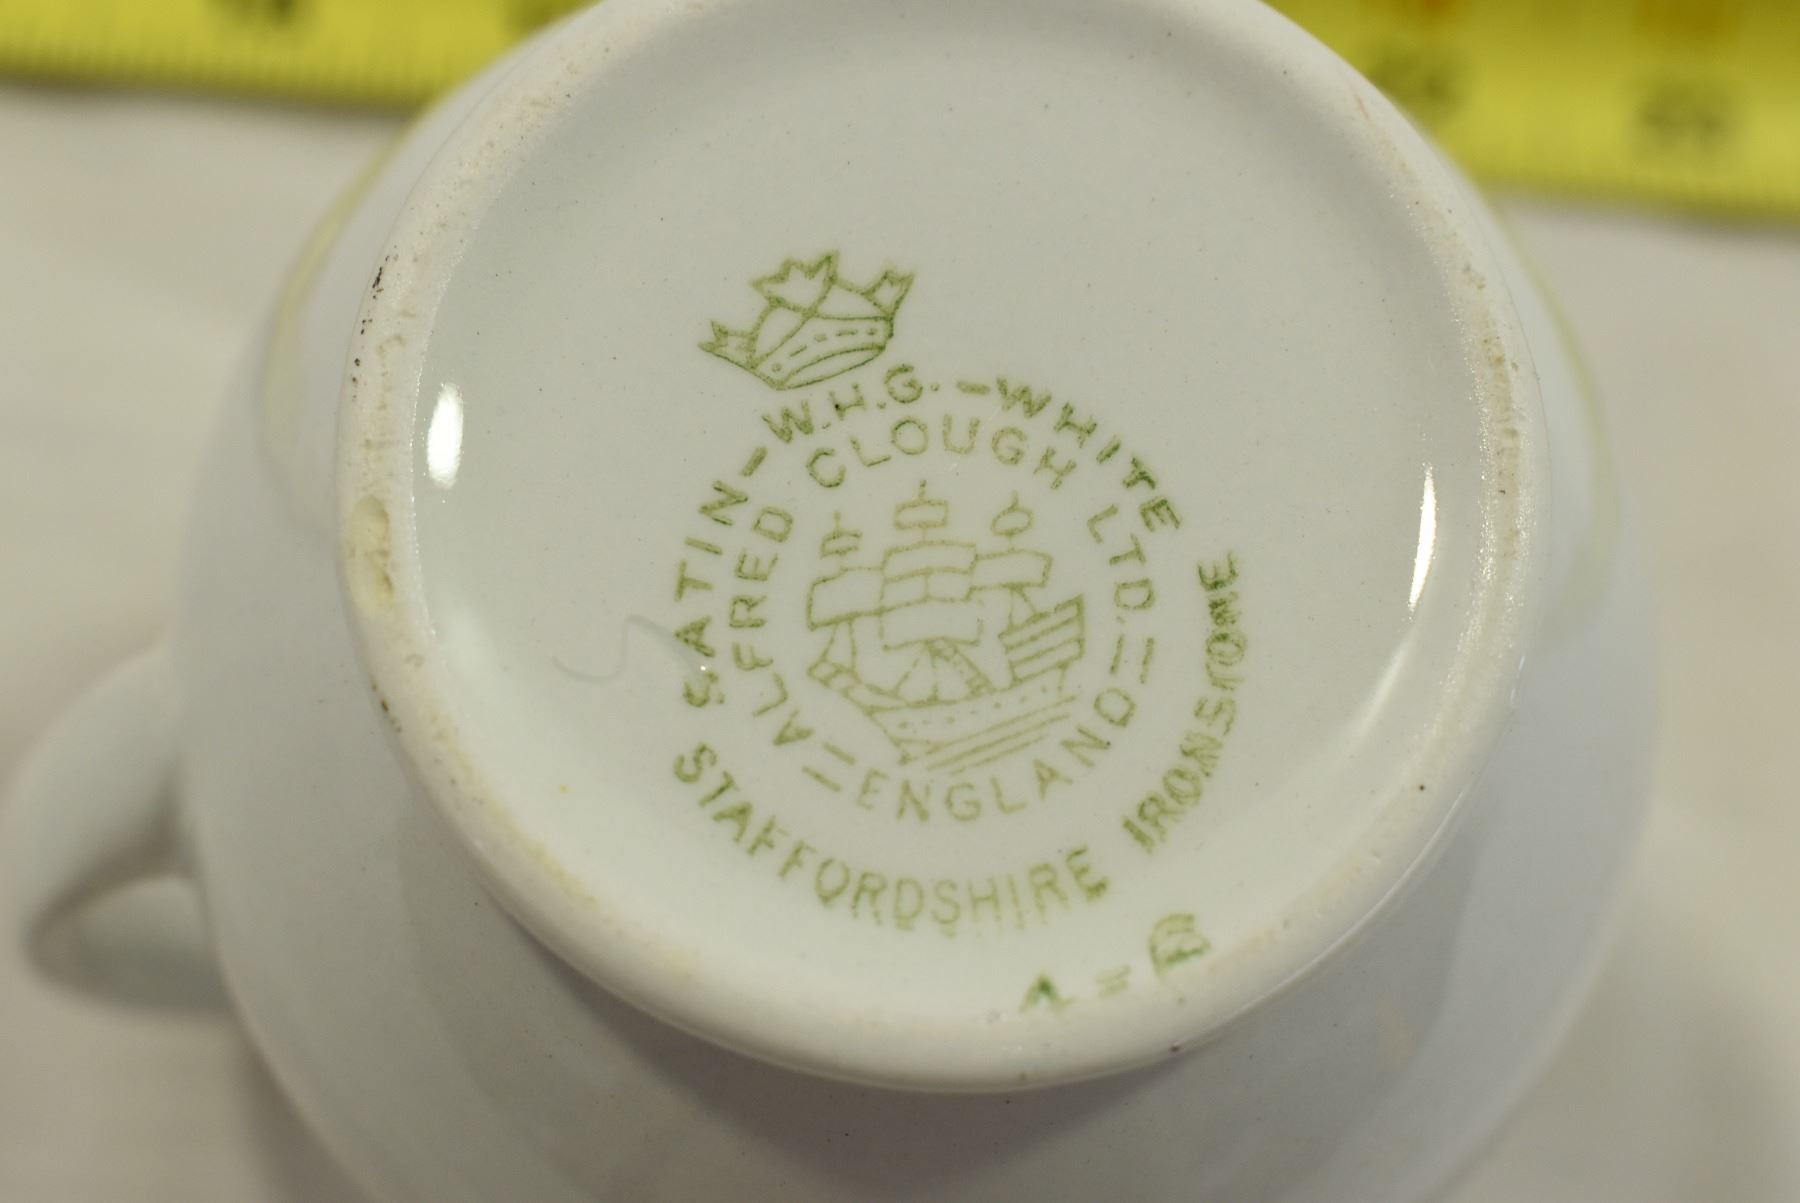 SATIN-W.H.G.-WHITE
ALFRED CLOUGH LTD.
=ENGLAND=
STAFFORDSHIRE IRONSTONE